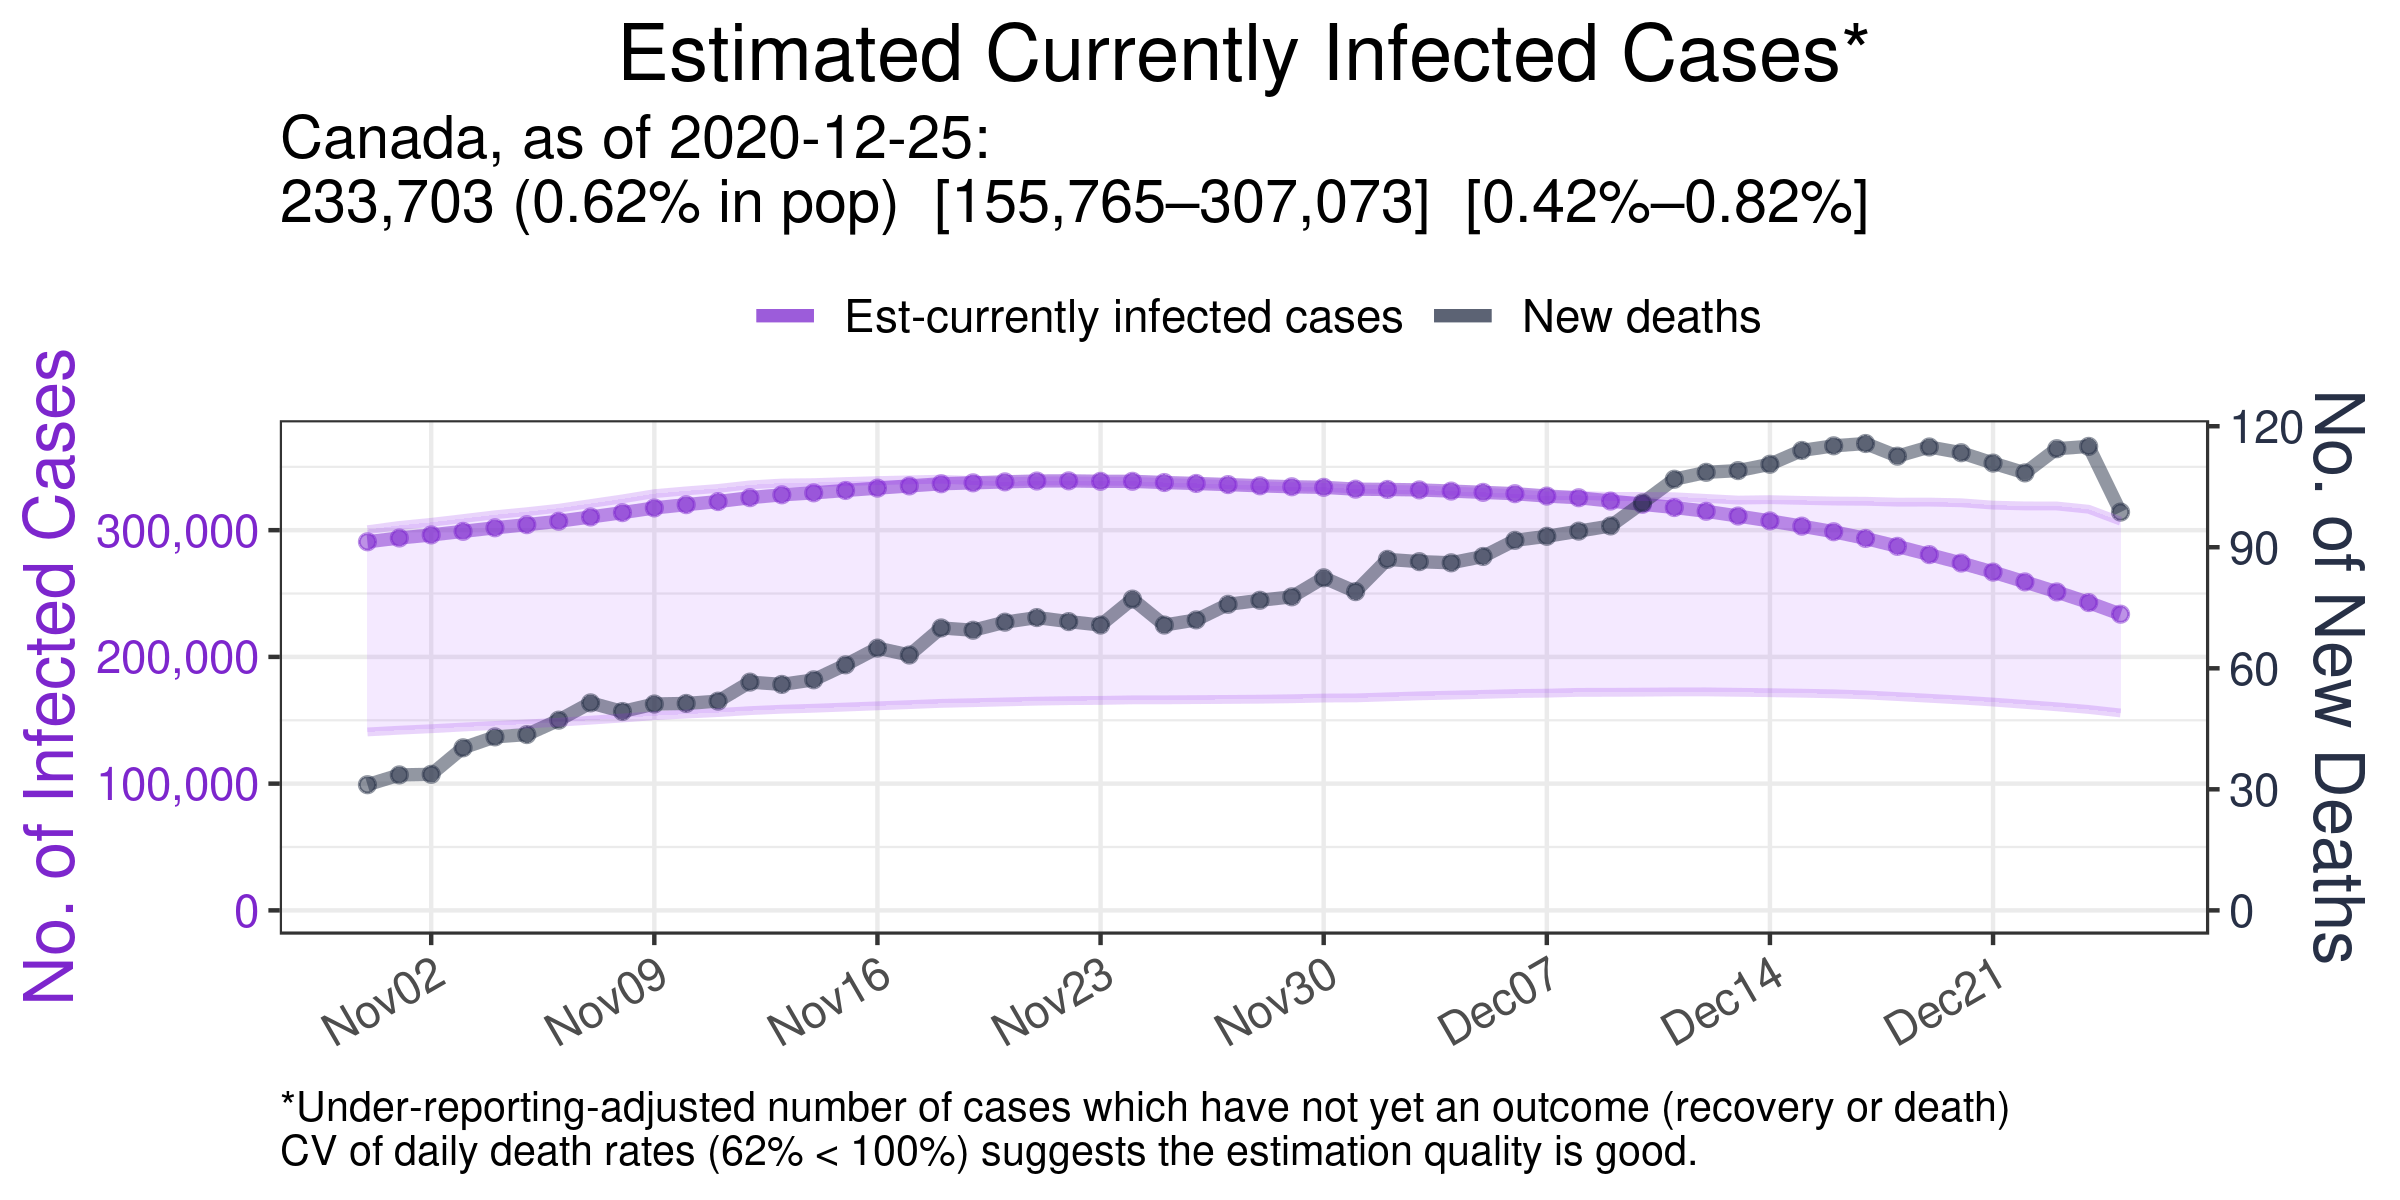 Estimated Currently Infected Cases*
Canada, as of 2020-12-25:
233,703 (0.62% in pop)  [155,765–307,073]  [0.42%–0.82%]
Est-currently infected cases
New deaths
No. of Infected Cases
300,000
200,000
100,000
0
120
90
60
30
0
No. of New Deaths
Nov02
Nov09
Nov16
Nov23
Nov30
Dec07
Dec14
Dec21
*Under-reporting-adjusted number of cases which have not yet an outcome (recovery or death)
CV of daily death rates (62% < 100%) suggests the estimation quality is good.